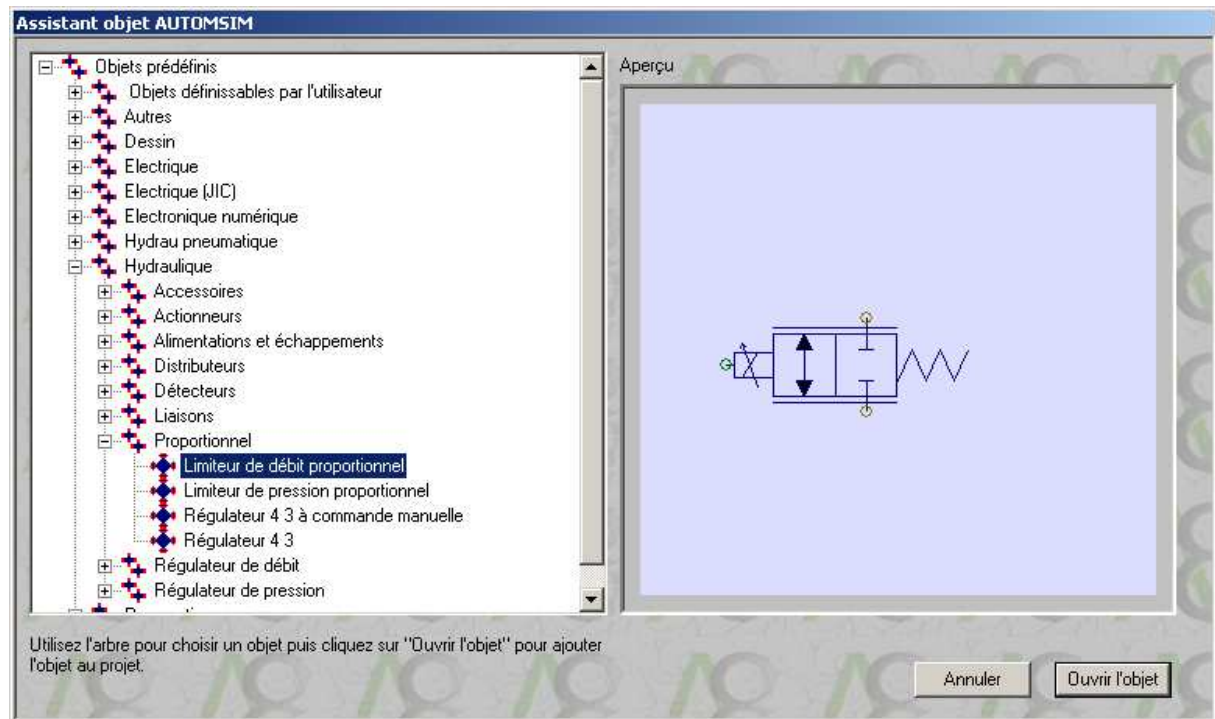 Assistant objet AUTOMSIM
Objets prédéfinis
Objets définissables par l'utilisateur
Autres
Dessin
Electrique
Electrique (JIC)
Electronique numérique
Hydrau pneumatique
Hydraulique
Accessoires
Actionneurs
Alimentations et échappements
Distributeurs
Détecteurs
Liaisons
Proportionnel
Limiteur de débit proportionnel
Limiteur de pression proportionnel
Régulateur 4 3 à commande manuelle
Régulateur 4 3
Régulateur de débit
Régulateur de pression
Utilisez l'arbre pour choisir un objet puis cliquez sur "Ouvrir l'objet" pour ajouter
l'objet au projet.
Aperçu
Annuler
Ouvrir l'objet